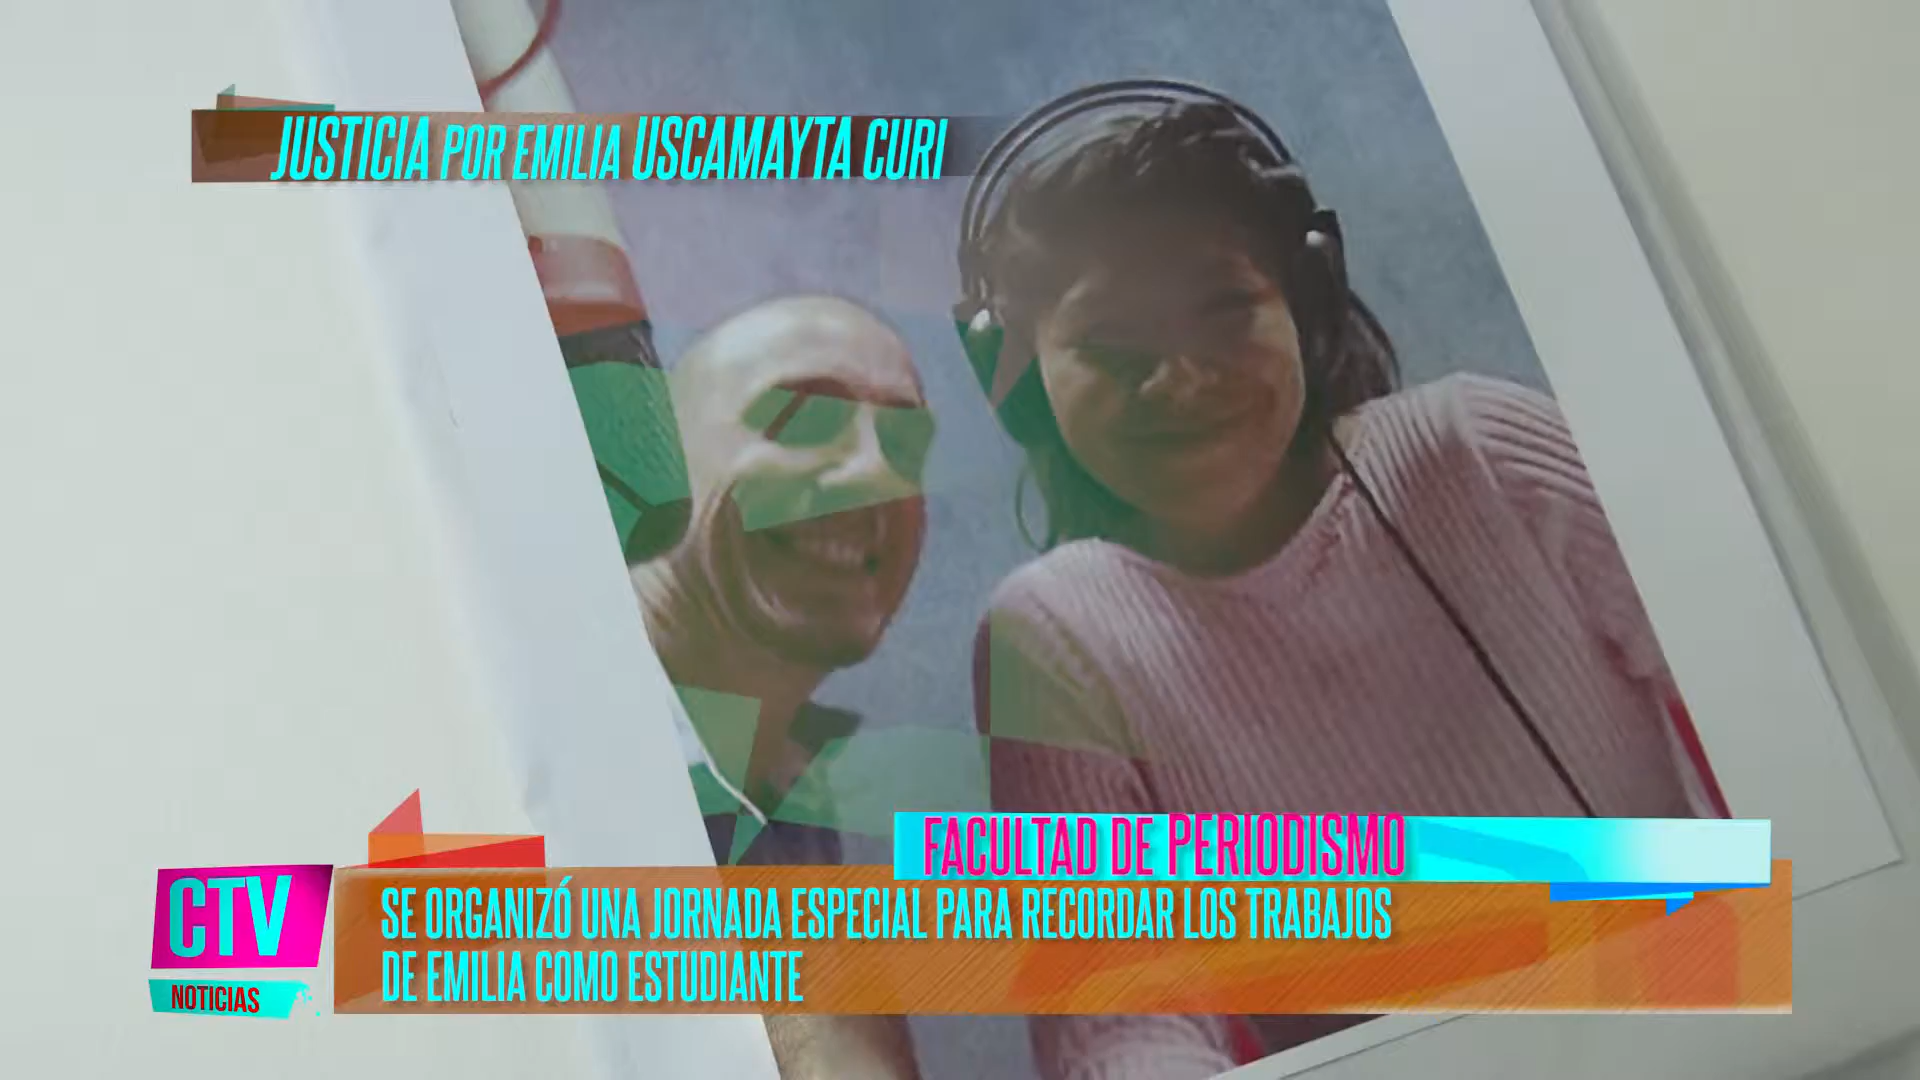 JUSTICIA POR EMILIA USCAMAYTA CURI
FACULTAD DE PERIODISMO
SE ORGANIZÓ UNA JORNADA ESPECIAL PARA RECORDAR LOS TRABAJOS
DE EMILIA COMO ESTUDIANTE
CTV
NOTICIAS